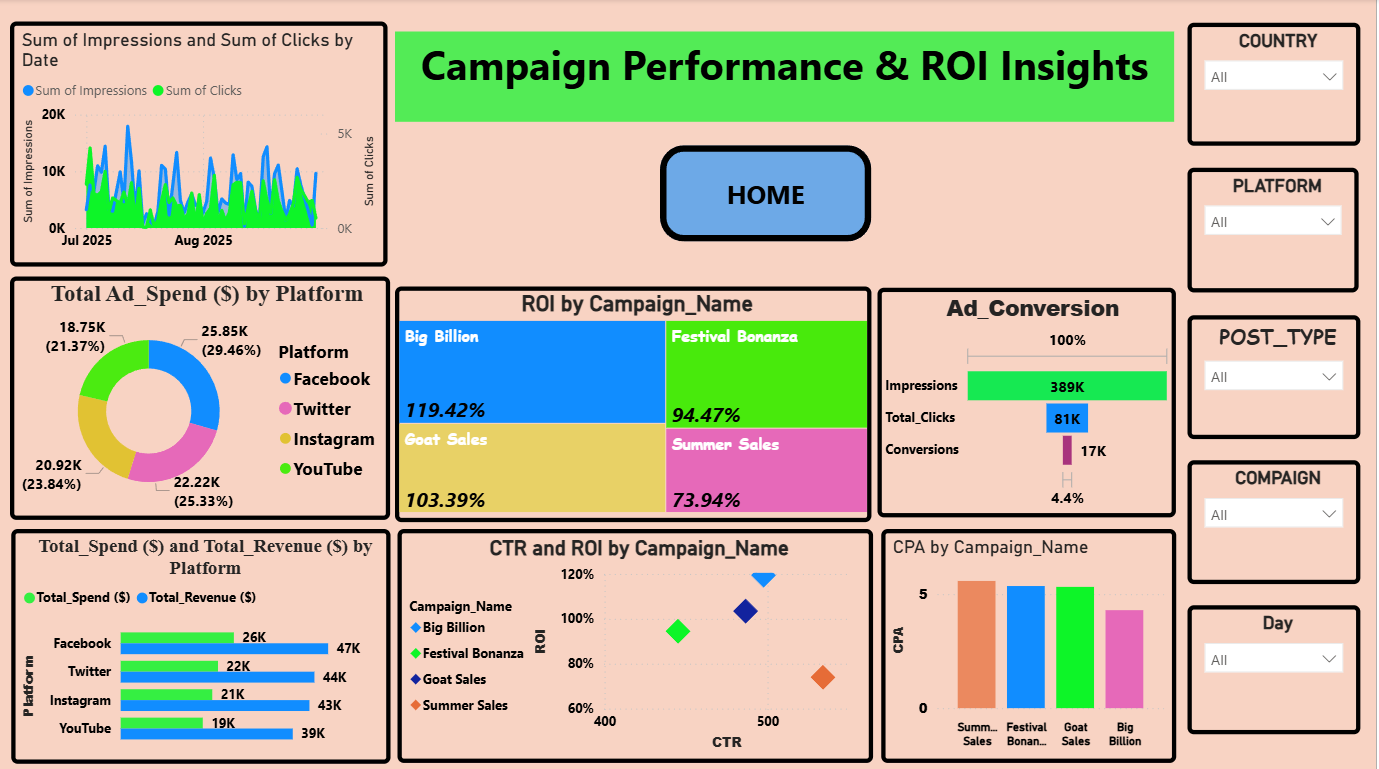 Sum of Impressions and Sum of Clicks by
Date
Sum of Impressions Sum of Clicks
Sum of Impressions
20K
10K
0K
5K
0K
Sum of Clicks
Jul 2025 Aug 2025
Campaign Performance & ROI Insights
HOME
COUNTRY
All
PLATFORM
All
POST_TYPE
All
COMPAIGN
All
Day
All
Total Ad_Spend ($) by Platform
18.75K
(21.37%)
25.85K
(29.46%)
20.92K
(23.84%)
22.22K
(25.33%)
Platform
Facebook
Twitter
Instagram
YouTube
ROI by Campaign_Name
Big Billion
119.42%
Festival Bonanza
94.47%
Goat Sales
103.39%
Summer Sales
73.94%
Ad_Conversion
100%
Impressions 389K
Total_Clicks 81K
Conversions 17K
4.4%
Total_Spend ($) and Total_Revenue ($) by
Platform
Total_Spend ($) Total_Revenue ($)
Platform
Facebook 26K
47K
Twitter 22K
44K
Instagram 21K
43K
YouTube 19K
39K
CTR and ROI by Campaign_Name
Campaign_Name
Big Billion
Festival Bonanza
Goat Sales
Summer Sales
ROI
120%
100%
80%
60%
400 500
CTR
CPA by Campaign_Name
CPA
5
0
Summ...
Sales
Festival
Bonan...
Goat
Sales
Big
Billion